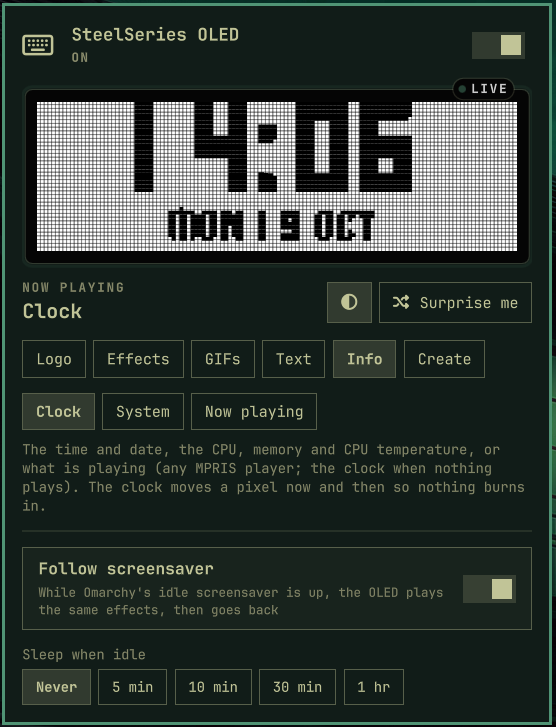 SteelSeries OLED
ON
LIVE
14:06
MON 19 OCT
NOW PLAYING
Clock
Surprise me
Logo Effects GIFs Text Info Create
Clock System Now playing
The time and date, the CPU, memory and CPU temperature, or
what is playing (any MPRIS player; the clock when nothing
plays). The clock moves a pixel now and then so nothing burns
in.
Follow screensaver
While Omarchy's idle screensaver is up, the OLED plays
the same effects, then goes back
Sleep when idle
Never 5 min 10 min 30 min 1 hr